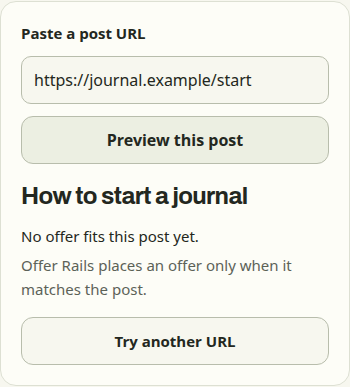 Paste a post URL
https://journal.example/start
Preview this post
How to start a journal
No offer fits this post yet.
Offer Rails places an offer only when it
matches the post.
Try another URL